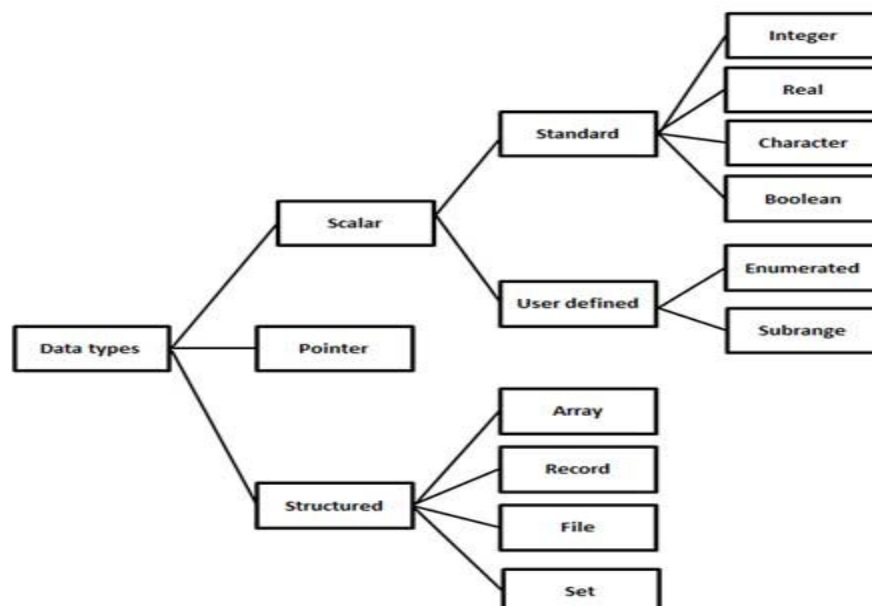 Data types
Scalar
Standard
Integer
Real
Character
Boolean
User defined
Enumerated
Subrange
Pointer
Structured
Array
Record
File
Set